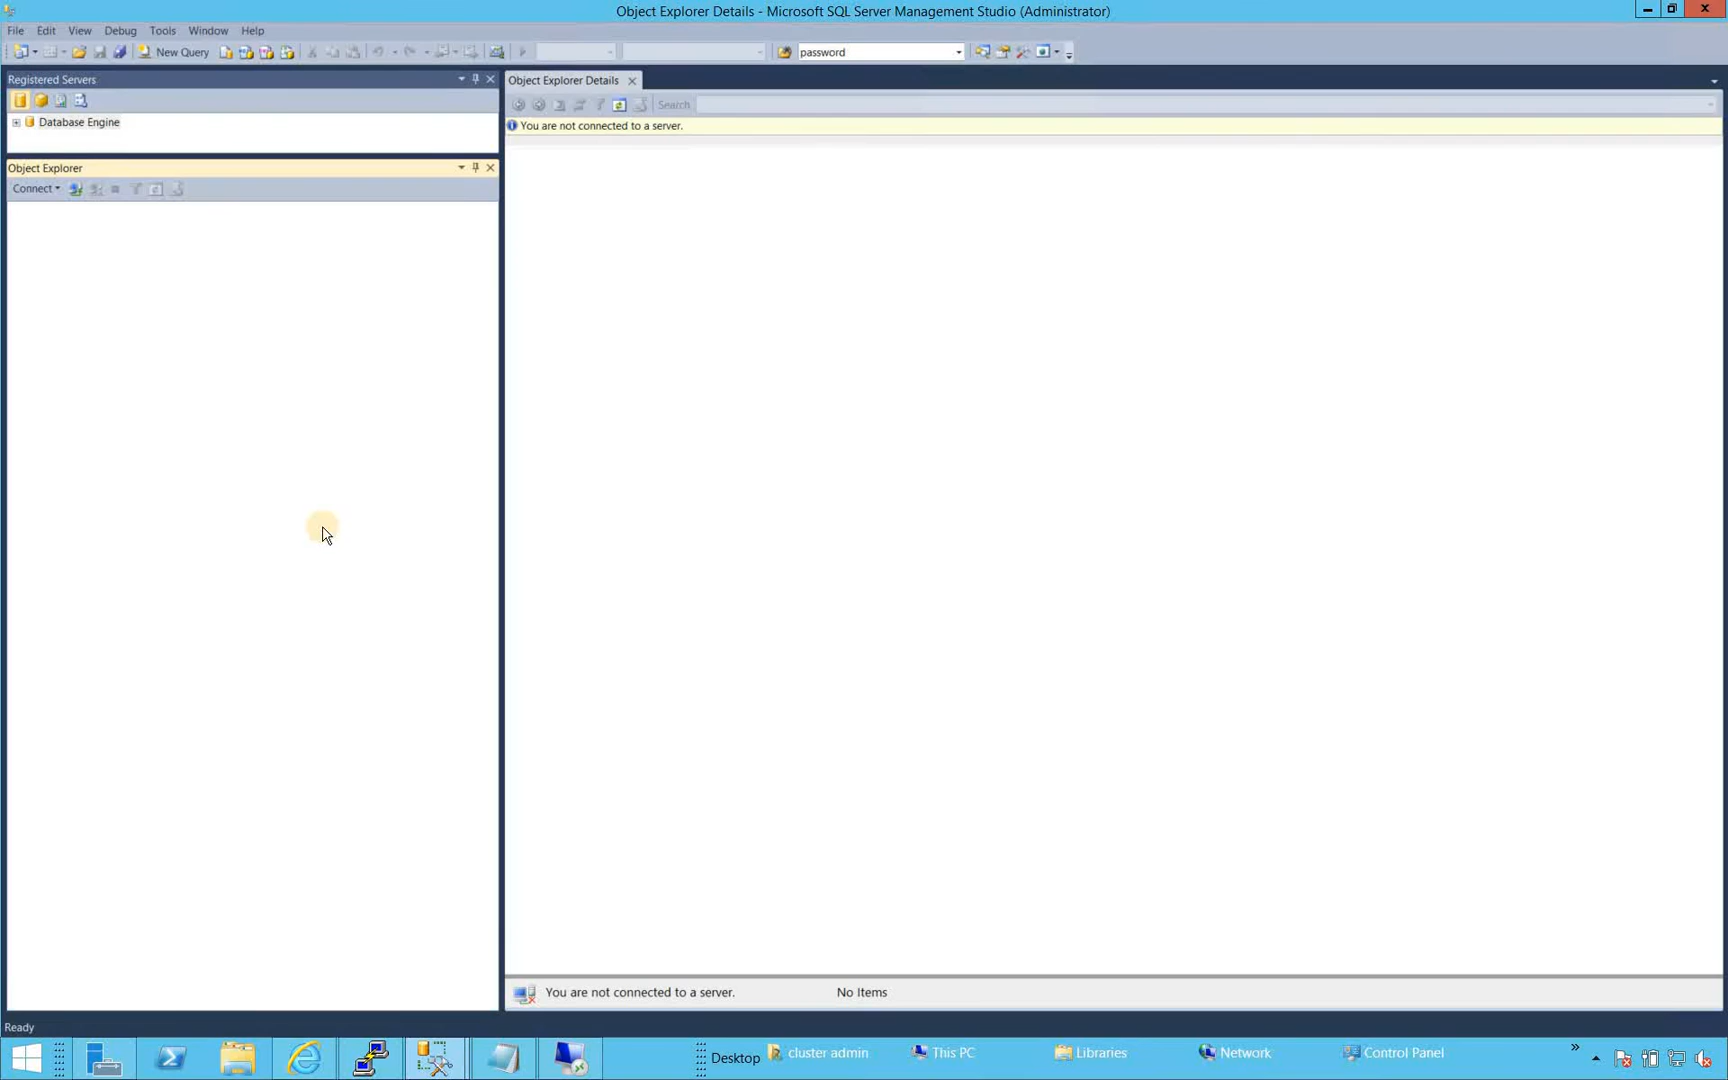 Object Explorer Details - Microsoft SQL Server Management Studio (Administrator)
File Edit View Debug Tools Window Help
New Query password
Registered Servers
Database Engine
Object Explorer
Connect
Object Explorer Details
Search
You are not connected to a server.
You are not connected to a server. No Items
Ready
Desktop cluster admin This PC Libraries Network Control Panel